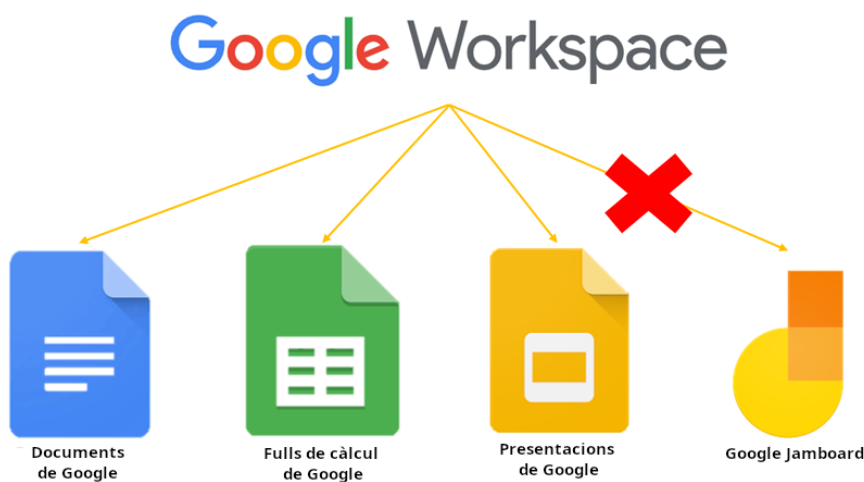 Google Workspace
Documents
de Google
Fulls de càlcul
de Google
Presentacions
de Google
Google Jamboard